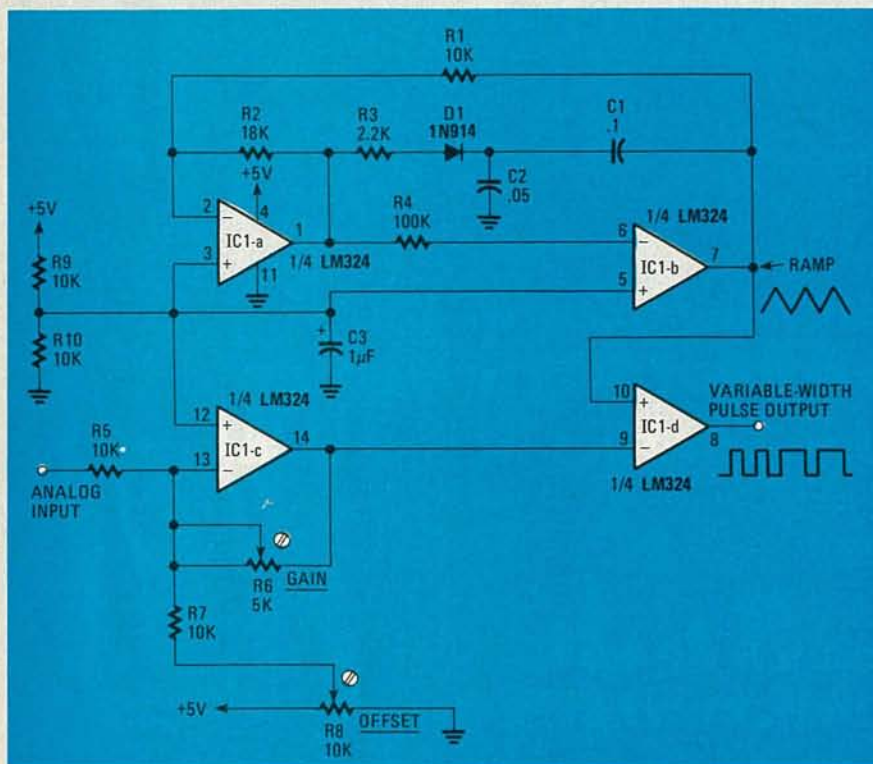 R1
10K
R2
18K
R3
2.2K
D1
1N914
C1
.1
+5V
C2
.05
+5V
R4
100K
1/4 LM324
2
−
4
IC1-a
1
3
+
11
1/4 LM324
6
−
IC1-b
7
5
+
RAMP
R9
10K
R10
10K
+
C3
1µF
1/4 LM324
12
+
IC1-c
14
13
−
R5
10K
ANALOG
INPUT
10
+
IC1-d
9
−
8
VARIABLE-WIDTH
PULSE OUTPUT
1/4 LM324
R6
5K
GAIN
R7
10K
+5V
R8
10K
OFFSET